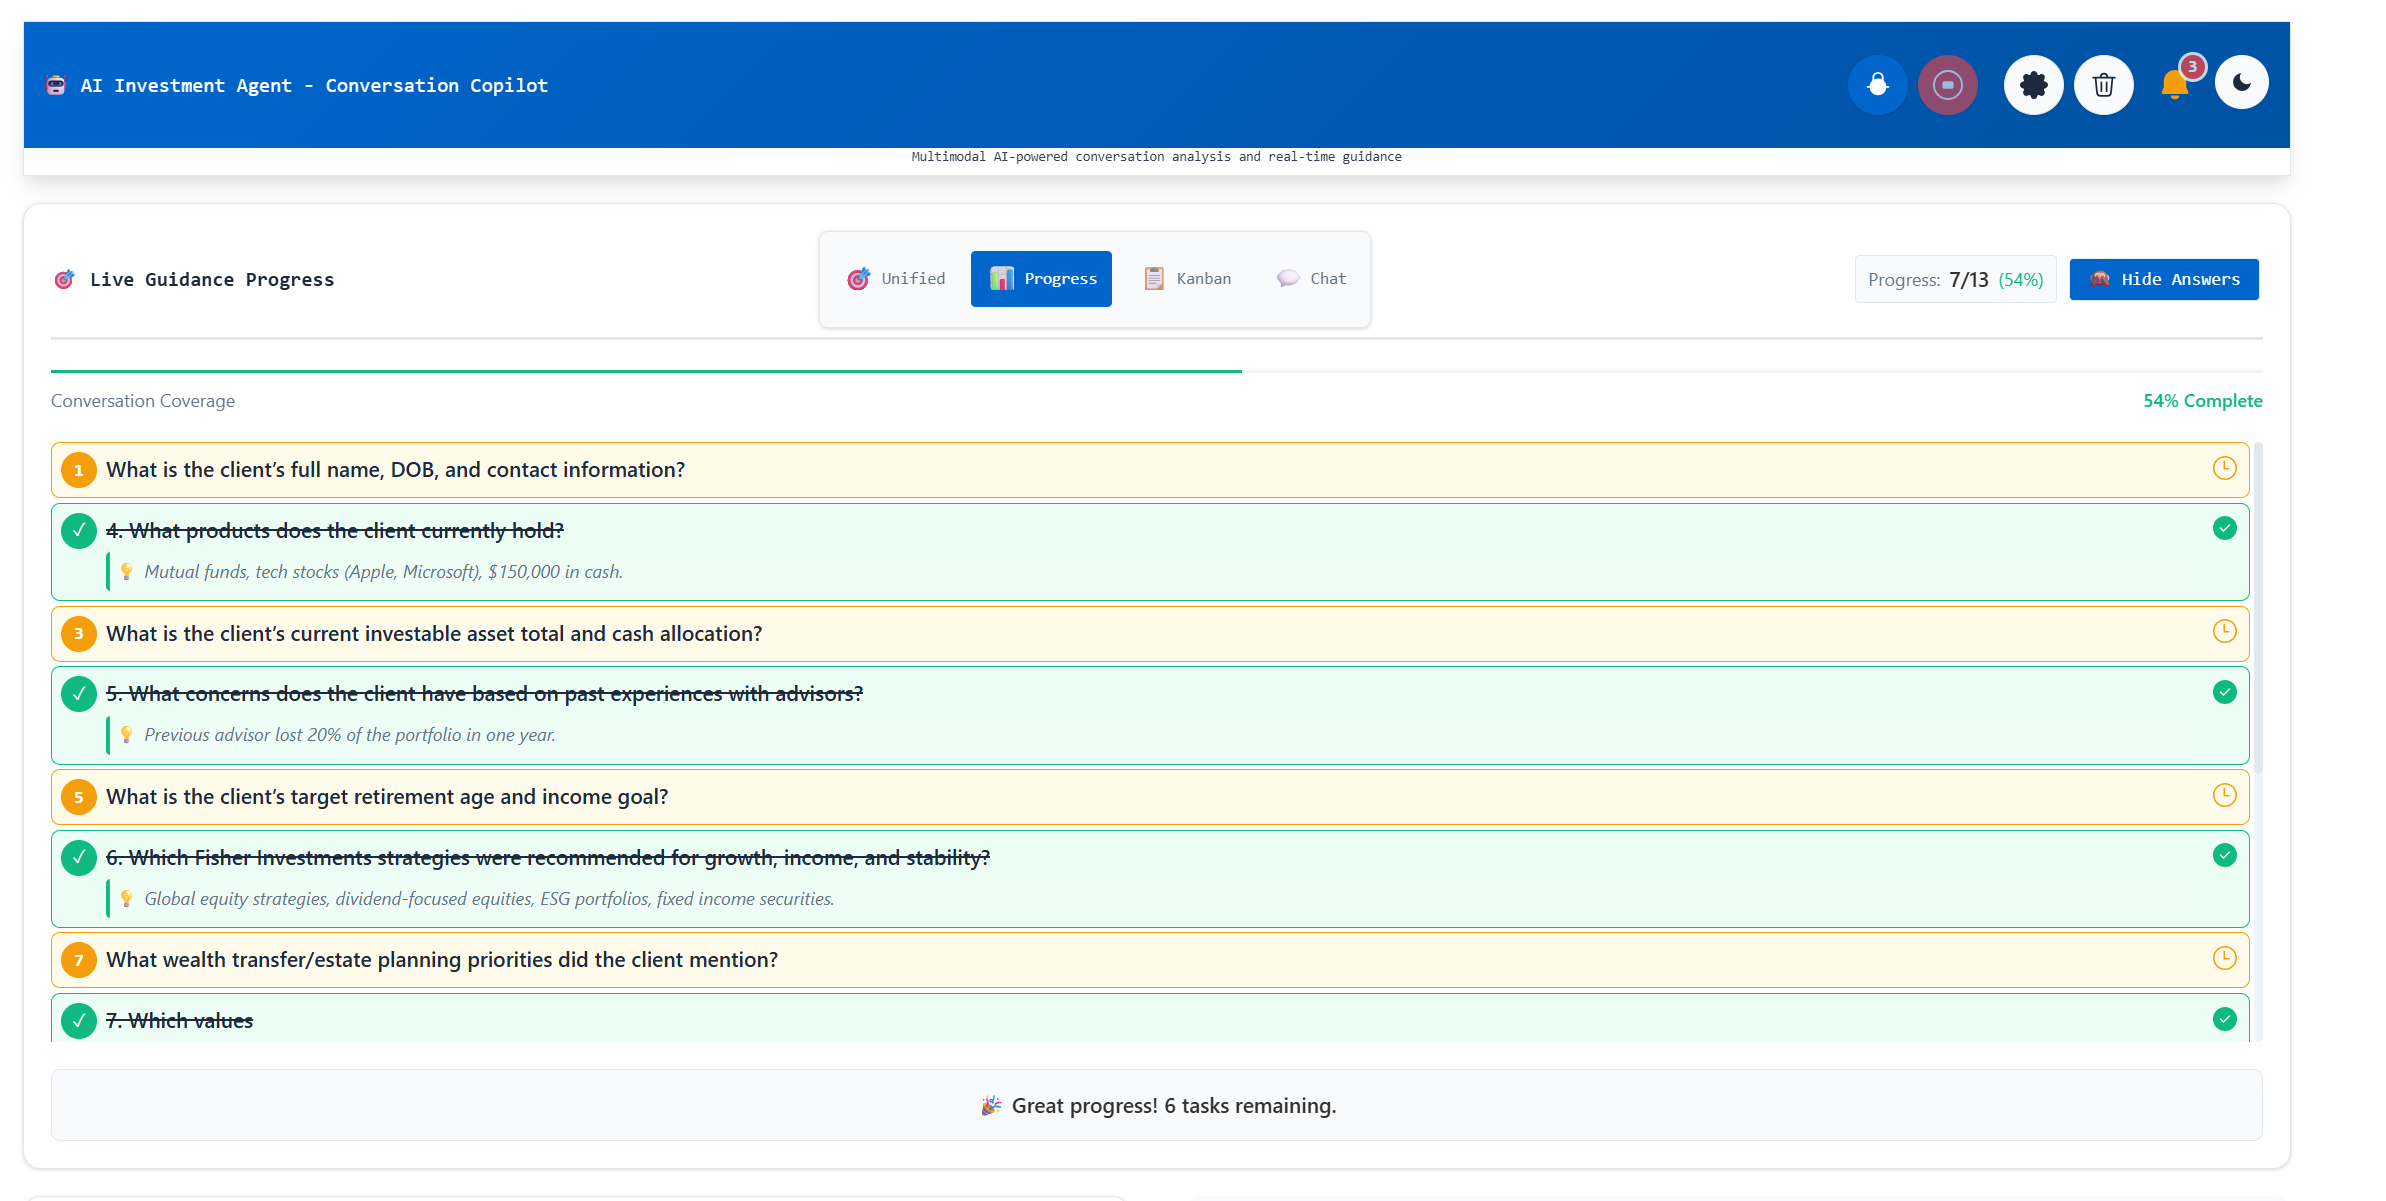 AI Investment Agent - Conversation Copilot
3
Multimodal AI-powered conversation analysis and real-time guidance
Live Guidance Progress
Unified
Progress
Kanban
Chat
Progress: 7/13 (54%)
Hide Answers
Conversation Coverage
54% Complete
1 What is the client’s full name, DOB, and contact information?
4. What products does the client currently hold?
Mutual funds, tech stocks (Apple, Microsoft), $150,000 in cash.
3 What is the client’s current investable asset total and cash allocation?
5. What concerns does the client have based on past experiences with advisors?
Previous advisor lost 20% of the portfolio in one year.
5 What is the client’s target retirement age and income goal?
6. Which Fisher Investments strategies were recommended for growth, income, and stability?
Global equity strategies, dividend-focused equities, ESG portfolios, fixed income securities.
7 What wealth transfer/estate planning priorities did the client mention?
7. Which values
Great progress! 6 tasks remaining.